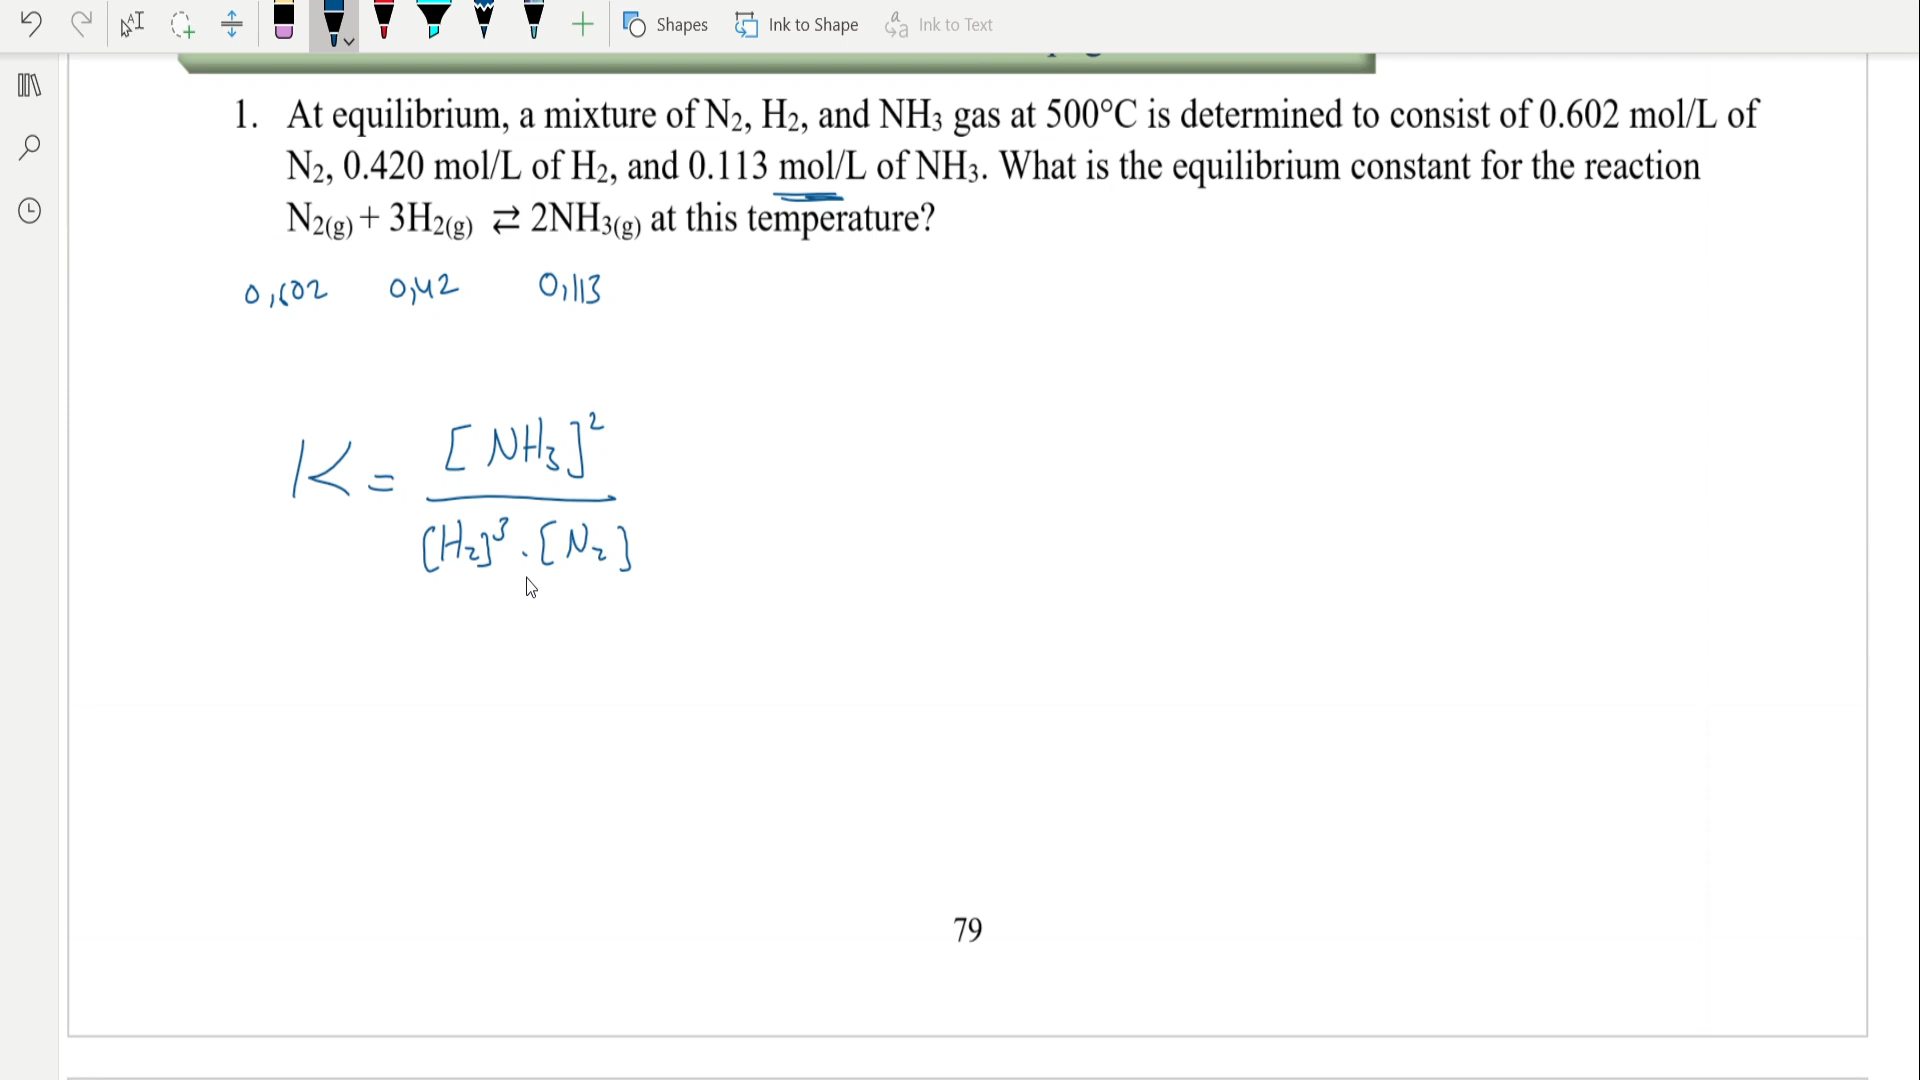 Shapes Ink to Shape Ink to Text
1. At equilibrium, a mixture of N₂, H₂, and NH₃ gas at 500°C is determined to consist of 0.602 mol/L of
N₂, 0.420 mol/L of H₂, and 0.113 mol/L of NH₃. What is the equilibrium constant for the reaction
N₂(g) + 3H₂(g) ⇄ 2NH₃(g) at this temperature?
0,602 0,42 0,113
[NH₃]²
K =
[H₂]³ . [N₂]
79